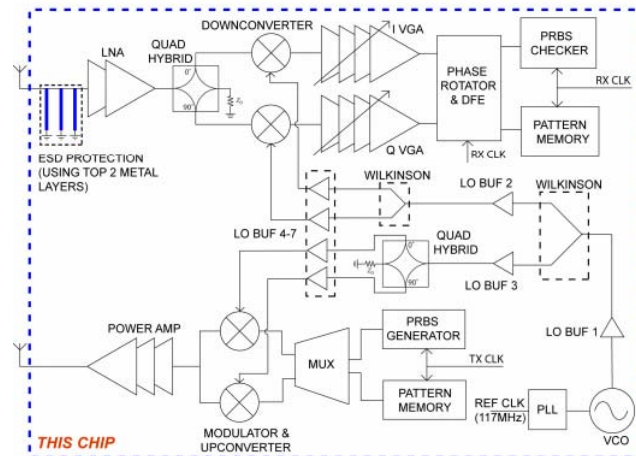 DOWNCONVERTER
I VGA
LNA
QUAD
HYBRID
0°
90°
Z₀
PRBS
CHECKER
PHASE
ROTATOR
& DFE
RX CLK
Q VGA
PATTERN
MEMORY
RX CLK
ESD PROTECTION
(USING TOP 2 METAL
LAYERS)
WILKINSON
LO BUF 2
WILKINSON
LO BUF 4-7
QUAD
HYBRID
0°
90°
Z₀
LO BUF 3
LO BUF 1
POWER AMP
MUX
PRBS
GENERATOR
TX CLK
PATTERN
MEMORY
REF CLK
(117MHz)
PLL
VCO
MODULATOR &
UPCONVERTER
THIS CHIP